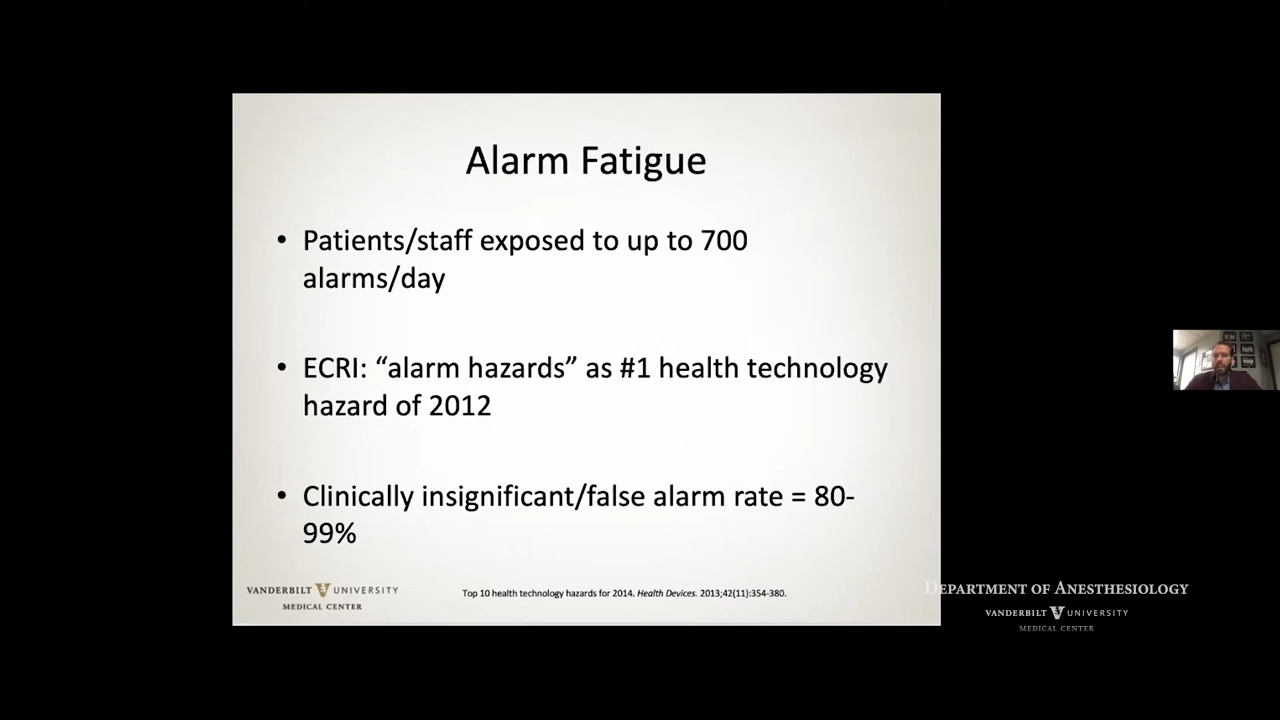 Alarm Fatigue
• Patients/staff exposed to up to 700
alarms/day
• ECRI: “alarm hazards” as #1 health technology
hazard of 2012
• Clinically insignificant/false alarm rate = 80-
99%
VANDERBILT UNIVERSITY
MEDICAL CENTER
Top 10 health technology hazards for 2014. Health Devices. 2013;42(11):354-380.
DEPARTMENT OF ANESTHESIOLOGY
VANDERBILT UNIVERSITY
MEDICAL CENTER